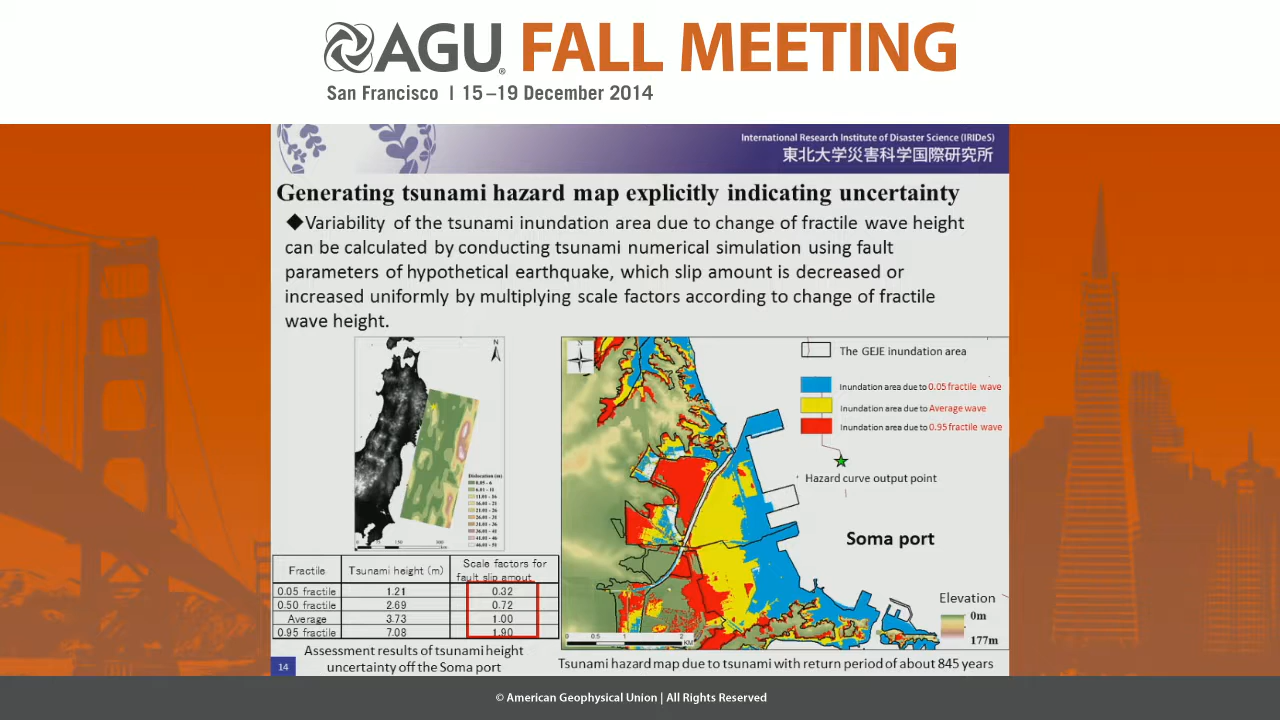 AGU FALL MEETING
San Francisco | 15–19 December 2014
International Research Institute of Disaster Science (IRIDeS)
東北大学災害科学国際研究所
Generating tsunami hazard map explicitly indicating uncertainty
◆Variability of the tsunami inundation area due to change of fractile wave height
can be calculated by conducting tsunami numerical simulation using fault
parameters of hypothetical earthquake, which slip amount is decreased or
increased uniformly by multiplying scale factors according to change of fractile
wave height.
N
N
The GEJE inundation area
Inundation area due to 0.05 fractile wave
Inundation area due to Average wave
Inundation area due to 0.95 fractile wave
Hazard curve output point
Soma port
Elevation
0m
177m
0 0.5 1 2
KM
Fractile Tsunami height (m) Scale factors for
fault slip amout
0.05 fractile 1.21 0.32
0.50 fractile 2.69 0.72
Average 3.73 1.00
0.95 fractile 7.08 1.90
Assessment results of tsunami height
uncertainty off the Soma port
Tsunami hazard map due to tsunami with return period of about 845 years
14
© American Geophysical Union | All Rights Reserved